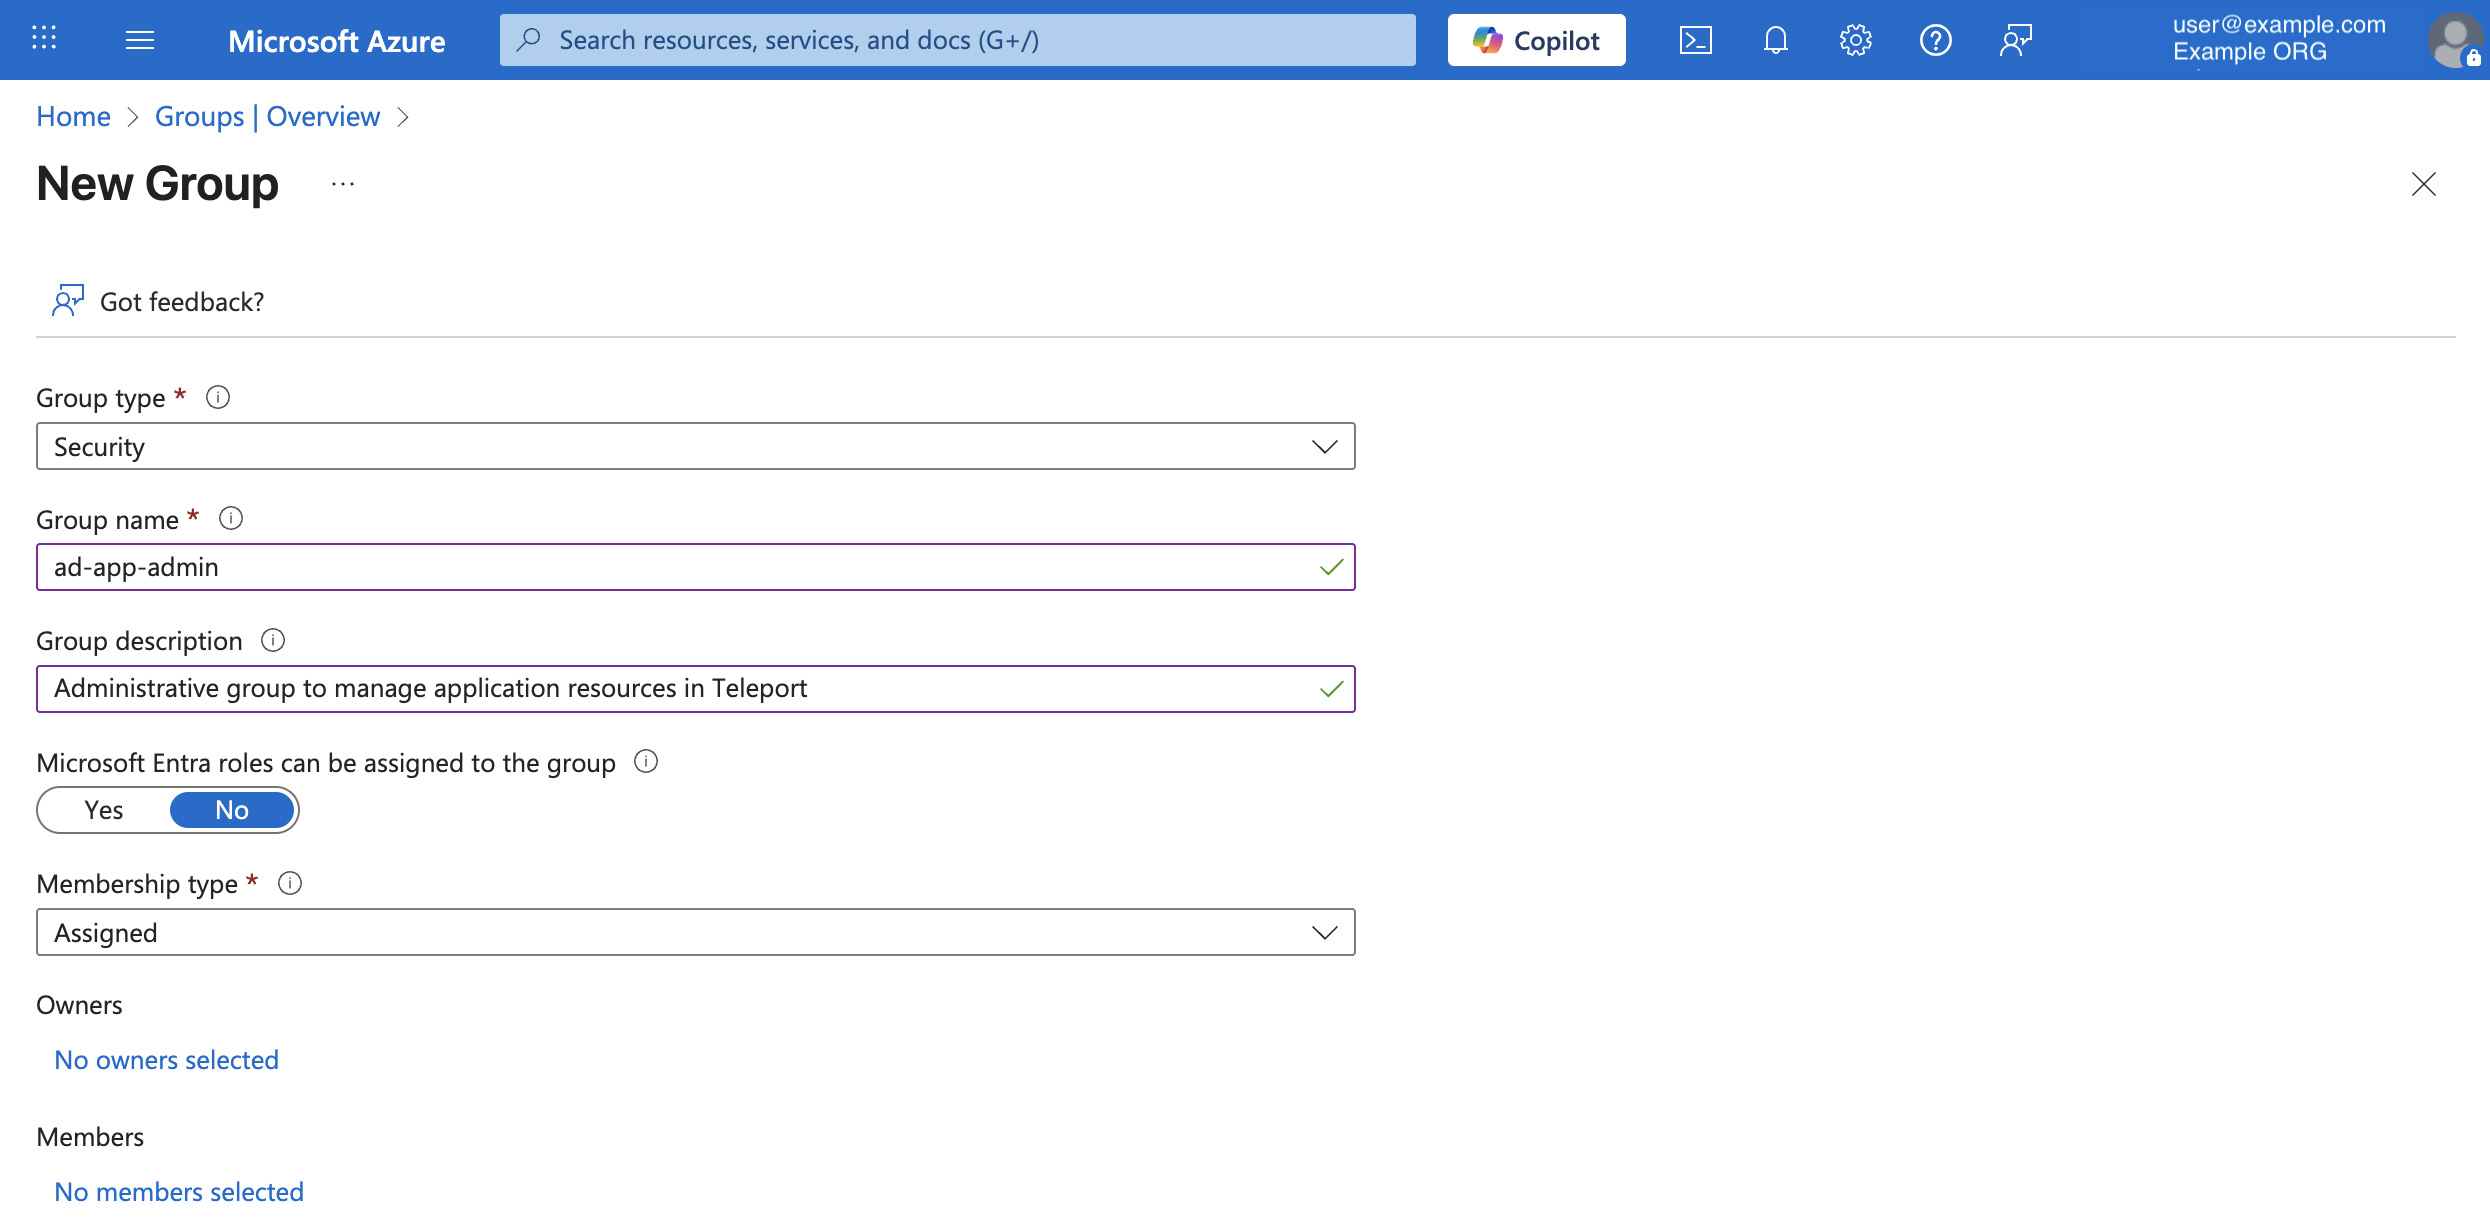 Microsoft Azure
Search resources, services, and docs (G+/)
Copilot
user@example.com
Example ORG
Home > Groups | Overview >
New Group ...
Got feedback?
Group type *
Security
Group name *
ad-app-admin
Group description
Administrative group to manage application resources in Teleport
Microsoft Entra roles can be assigned to the group
Yes No
Membership type *
Assigned
Owners
No owners selected
Members
No members selected